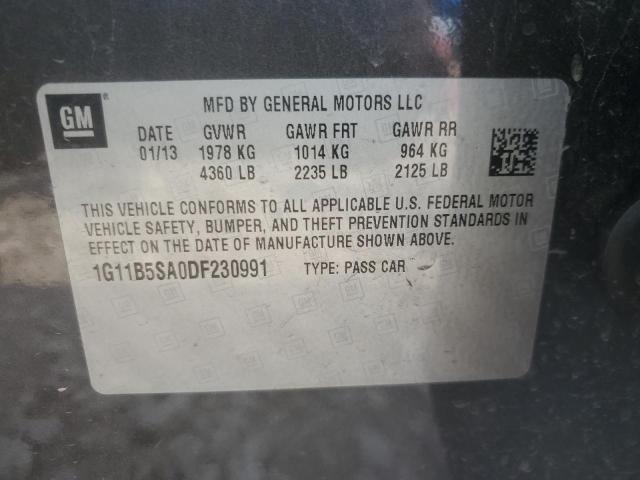 GM ® MFD BY GENERAL MOTORS LLC
DATE GVWR GAWR FRT GAWR RR
01/13 1978 KG 1014 KG 964 KG
4360 LB 2235 LB 2125 LB
THIS VEHICLE CONFORMS TO ALL APPLICABLE U.S. FEDERAL MOTOR
VEHICLE SAFETY, BUMPER, AND THEFT PREVENTION STANDARDS IN
EFFECT ON THE DATE OF MANUFACTURE SHOWN ABOVE.
1G11B5SA0DF230991 TYPE: PASS CAR